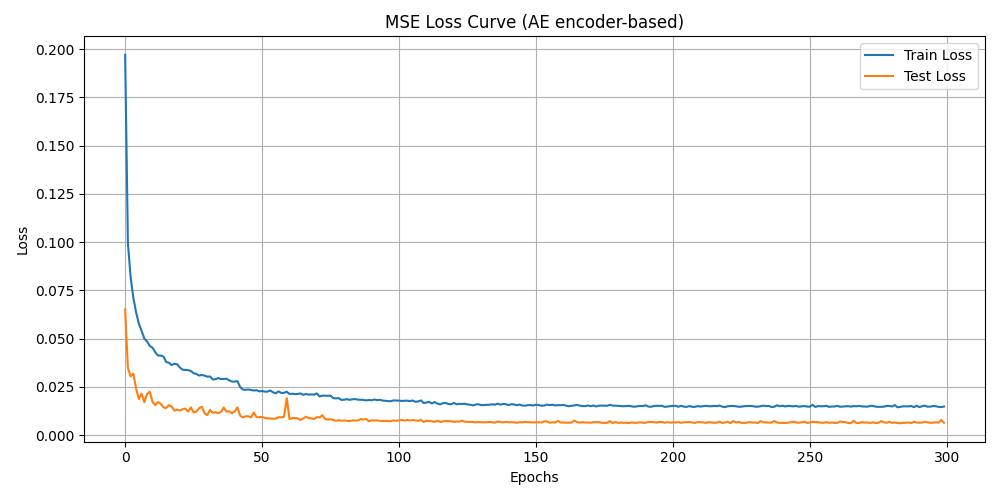 MSE Loss Curve (AE encoder-based)
Train Loss
Test Loss
Loss
0.200
0.175
0.150
0.125
0.100
0.075
0.050
0.025
0.000
0 50 100 150 200 250 300
Epochs